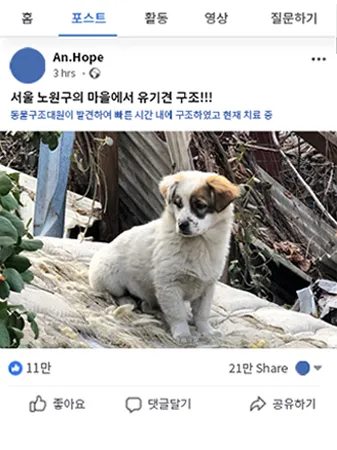 홈 포스트 활동 영상 질문하기
An.Hope
3 hrs
서울 노원구의 마을에서 유기견 구조!!!
동물구조대원이 발견하여 빠른 시간 내에 구조하였고 현재 치료 중
11만 21만 Share
좋아요 댓글달기 공유하기